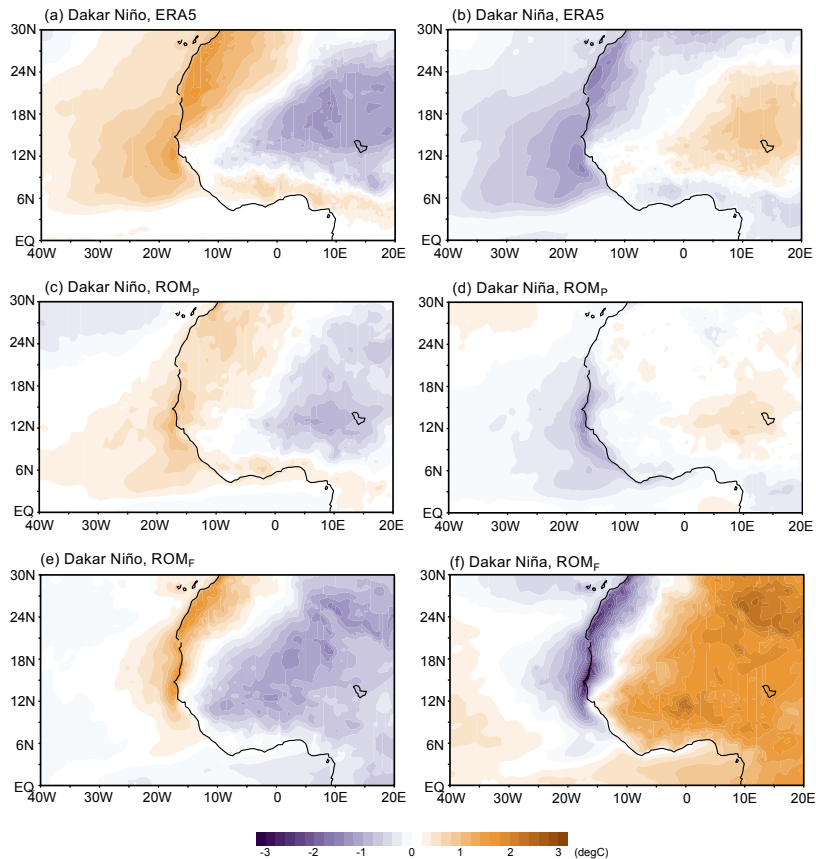 (a) Dakar Niño, ERA5
(b) Dakar Niña, ERA5
30N
24N
18N
12N
6N
EQ
40W 30W 20W 10W 0 10E 20E
30N
24N
18N
12N
6N
EQ
40W 30W 20W 10W 0 10E 20E
(c) Dakar Niño, ROMP
(d) Dakar Niña, ROMP
30N
24N
18N
12N
6N
EQ
40W 30W 20W 10W 0 10E 20E
30N
24N
18N
12N
6N
EQ
40W 30W 20W 10W 0 10E 20E
(e) Dakar Niño, ROMF
(f) Dakar Niña, ROMF
30N
24N
18N
12N
6N
EQ
40W 30W 20W 10W 0 10E 20E
30N
24N
18N
12N
6N
EQ
40W 30W 20W 10W 0 10E 20E
-3 -2 -1 0 1 2 3 (degC)